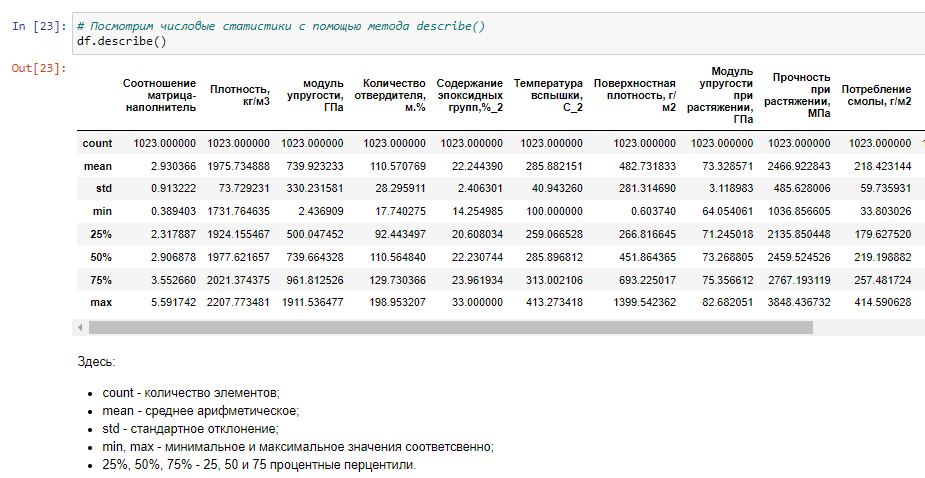 In [23]: # Посмотрим числовые статистики с помощью метода describe()
df.describe()
Out[23]:
Соотношение матрица-наполнитель Плотность, кг/м3 модуль упругости, ГПа Количество отвердителя, м.% Содержание эпоксидных групп,%_2 Температура вспышки, С_2 Поверхностная плотность, г/м2 Модуль упругости при растяжении, ГПа Прочность при растяжении, МПа Потребление смолы, г/м2
count 1023.000000 1023.000000 1023.000000 1023.000000 1023.000000 1023.000000 1023.000000 1023.000000 1023.000000 1023.000000
mean 2.930366 1975.734888 739.923233 110.570769 22.244390 285.882151 482.731833 73.328571 2466.922843 218.423144
std 0.913222 73.729231 330.231581 28.295911 2.406301 40.943260 281.314690 3.118983 485.628006 59.735931
min 0.389403 1731.764635 2.436909 17.740275 14.254985 100.000000 0.603740 64.054061 1036.856605 33.803026
25% 2.317887 1924.155467 500.047452 92.443497 20.608034 259.066528 266.816645 71.245018 2135.850448 179.627520
50% 2.906878 1977.621657 739.664328 110.564840 22.230744 285.896812 451.864365 73.268805 2459.524526 219.198882
75% 3.552660 2021.374375 961.812526 129.730366 23.961934 313.002106 693.225017 75.356612 2767.193119 257.481724
max 5.591742 2207.773481 1911.536477 198.953207 33.000000 413.273418 1399.542362 82.682051 3848.436732 414.590628
Здесь:
• count - количество элементов;
• mean - среднее арифметическое;
• std - стандартное отклонение;
• min, max - минимальное и максимальное значения соответсвенно;
• 25%, 50%, 75% - 25, 50 и 75 процентные перцентили.